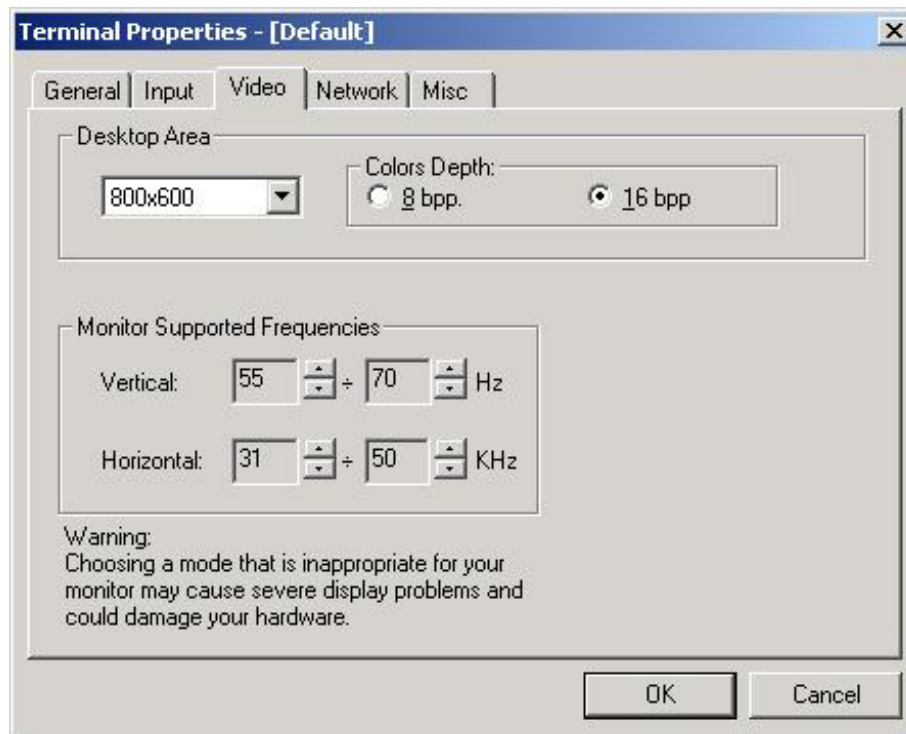 Terminal Properties - [Default]
General Input Video Network Misc
Desktop Area
800x600
Colors Depth:
8 bpp. 16 bpp
Monitor Supported Frequencies
Vertical: 55 ÷ 70 Hz
Horizontal: 31 ÷ 50 KHz
Warning:
Choosing a mode that is inappropriate for your
monitor may cause severe display problems and
could damage your hardware.
OK Cancel